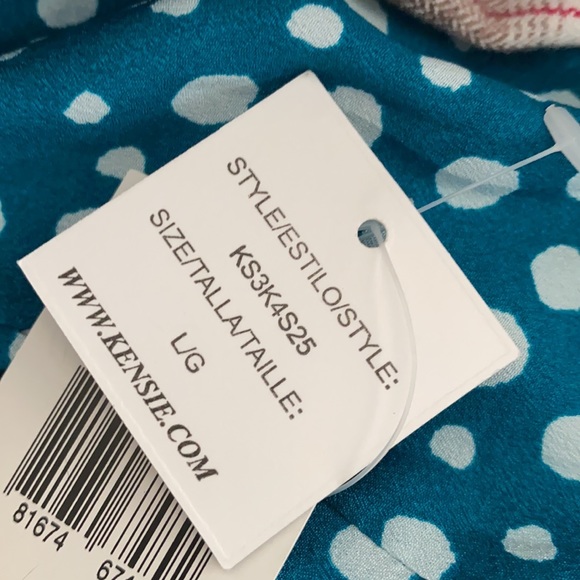 STYLE/ESTILO/STYLE:
KS3K4S25
SIZE/TALLA/TAILLE:
L/G
WWW.KENSIE.COM
81674
674